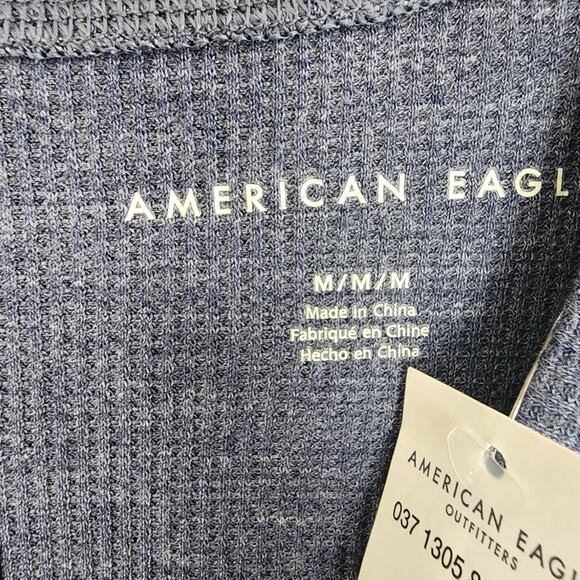 AMERICAN EAGL
M/M/M
Made in China
Fabriqué en Chine
Hecho en China
AMERICAN EAGL
OUTFITTERS
037 1305